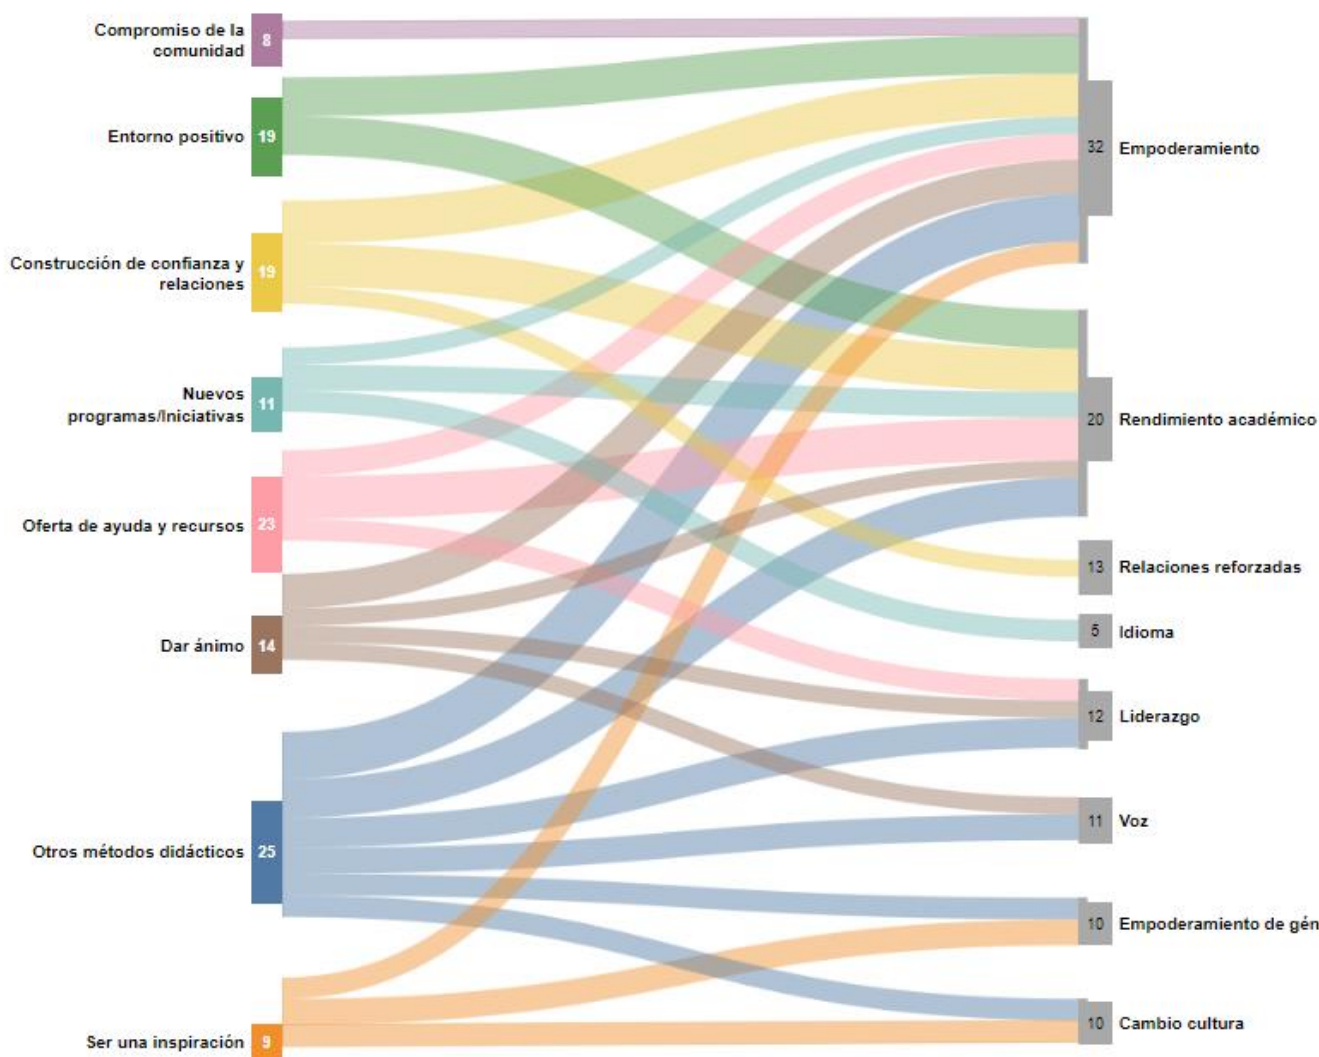 Compromiso de la
comunidad
8
Entorno positivo
19
Construcción de confianza y
relaciones
19
Nuevos
programas/Iniciativas
11
Oferta de ayuda y recursos
23
Dar ánimo
14
Otros métodos didácticos
25
Ser una inspiración
9
32
Empoderamiento
20
Rendimiento académico
13
Relaciones reforzadas
5
Idioma
12
Liderazgo
11
Voz
10
Empoderamiento de gén
10
Cambio cultura